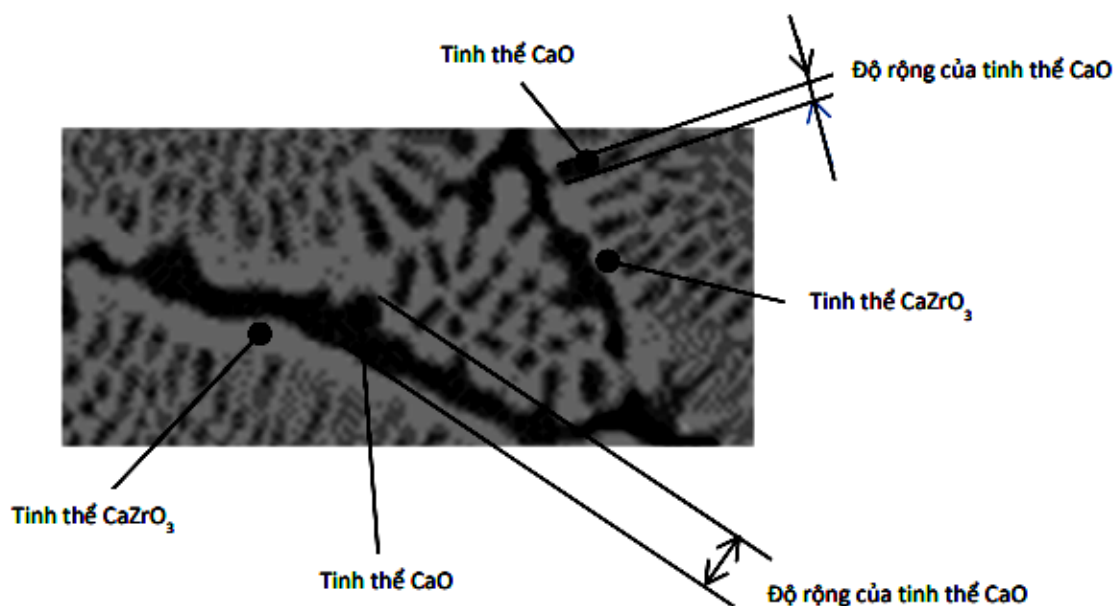 Tinh thể CaO
Độ rộng của tinh thể CaO
Tinh thể CaZrO₃
Tinh thể CaZrO₃
Tinh thể CaO
Độ rộng của tinh thể CaO